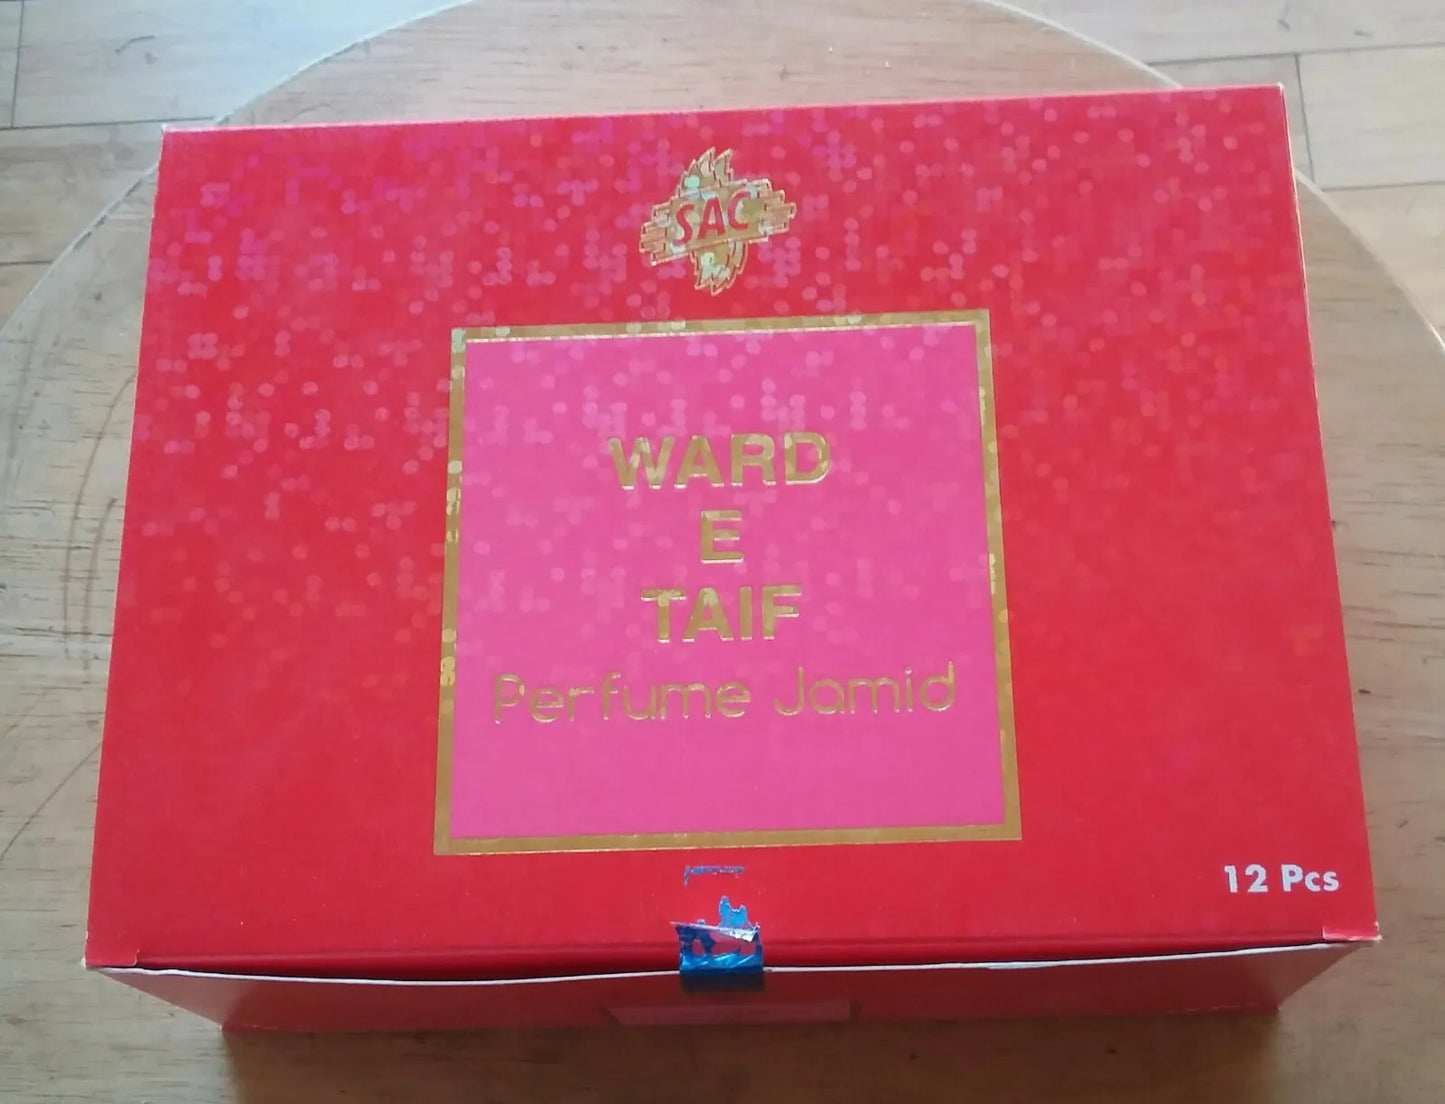 SAC
WARD
E
TAIF
Perfume Jamid
12 Pcs